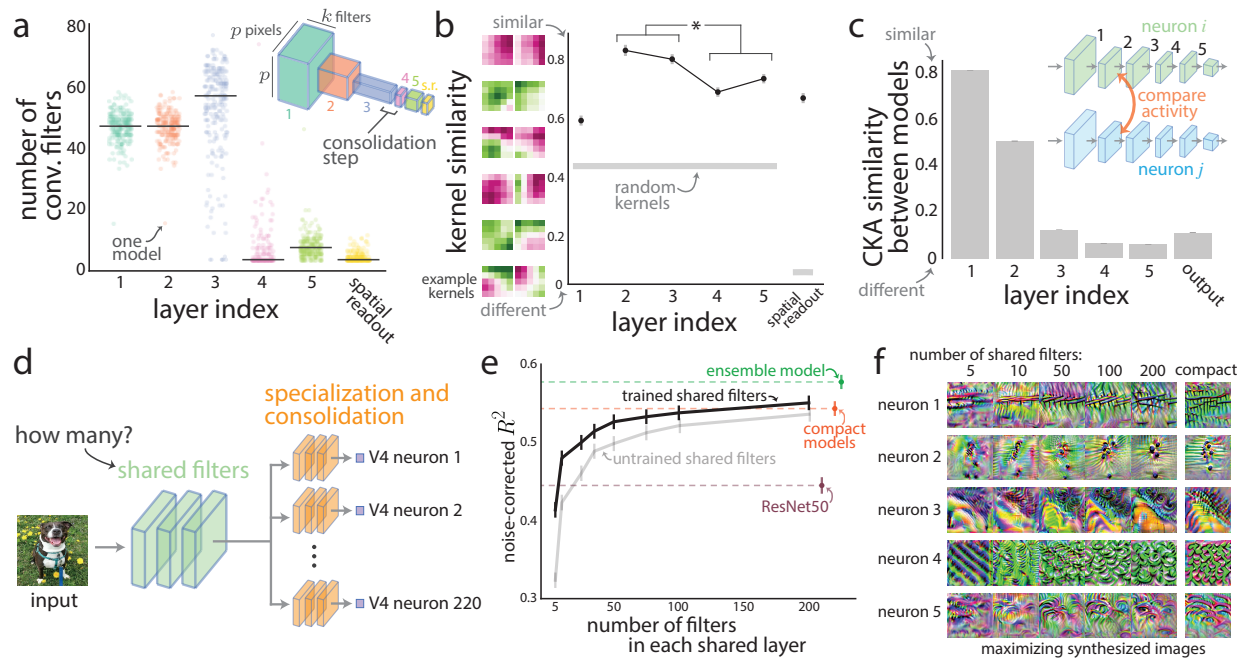 a
number of
conv. filters
80
60
40
20
0
p pixels
k filters
p
1
2
3
4
5
s.r.
consolidation
step
one
model
1
2
3
4
5
spatial
readout
layer index
b
similar
kernel similarity
0.8
0.6
0.4
0.2
0
*
random
kernels
example
kernels
different
1
2
3
4
5
spatial
readout
layer index
c
similar
CKA similarity
between models
0.8
0.6
0.4
0.2
0
different
neuron i
1
2
3
4
5
compare
activity
neuron j
1
2
3
4
5
output
layer index
d
specialization and
consolidation
how many?
shared filters
V4 neuron 1
V4 neuron 2
V4 neuron 220
input
e
noise-corrected R²
0.6
0.5
0.4
0.3
ensemble model
trained shared filters
compact
models
untrained shared filters
ResNet50
5
50
100
150
200
number of filters
in each shared layer
f
number of shared filters:
5
10
50
100
200
compact
neuron 1
neuron 2
neuron 3
neuron 4
neuron 5
maximizing synthesized images